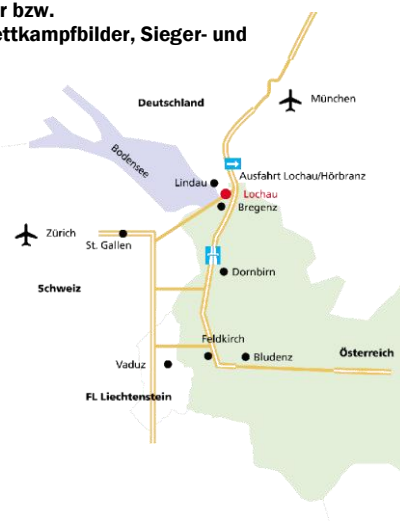 r bzw.
ettkampfbilder, Sieger- und
Deutschland
München
Bodensee
Ausfahrt Lochau/Hörbranz
Lindau
Lochau
Bregenz
Zürich
St. Gallen
Dornbirn
Schweiz
Feldkirch
Österreich
Vaduz
Bludenz
FL Liechtenstein